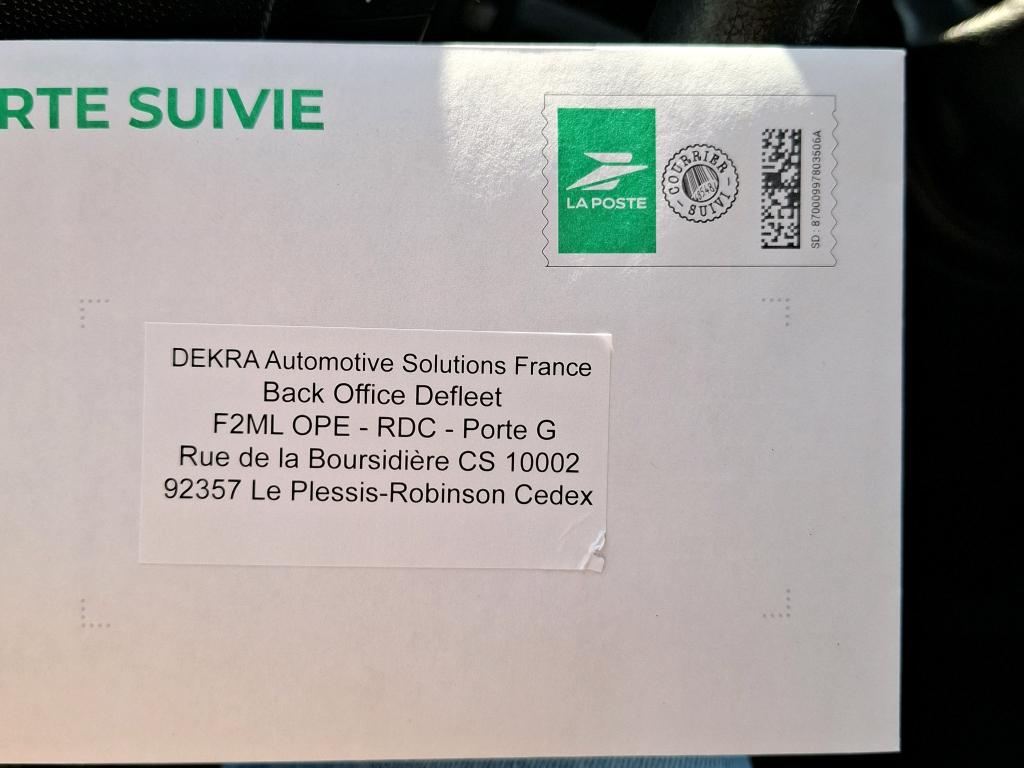 RTE SUIVIE
LA POSTE
COURRIER
SUIVI
SD : 87000997803506A
DEKRA Automotive Solutions France
Back Office Defleet
F2ML OPE - RDC - Porte G
Rue de la Boursidière CS 10002
92357 Le Plessis-Robinson Cedex